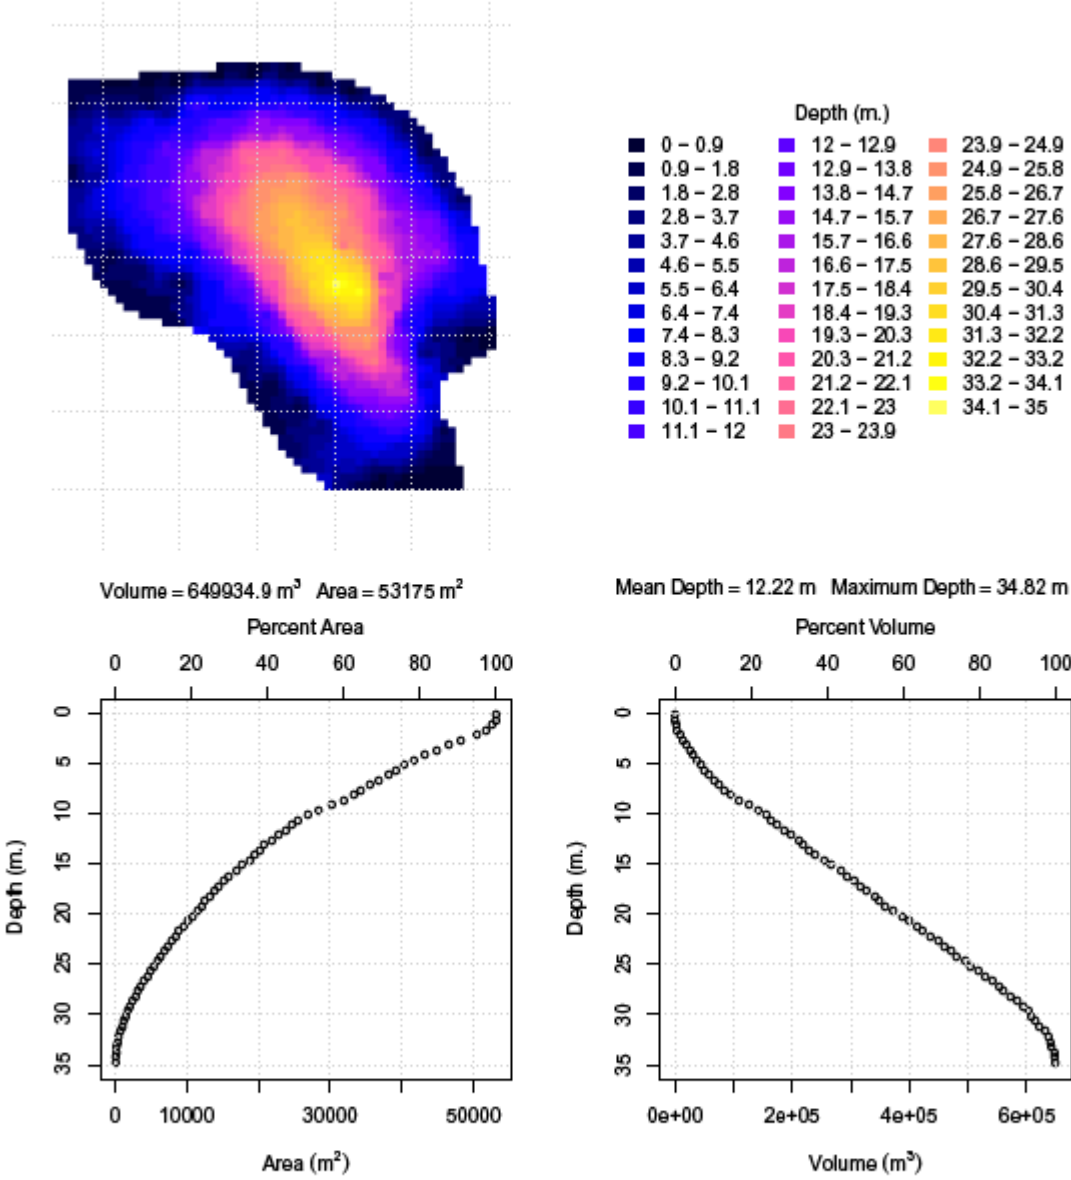 Depth (m.)
0 − 0.9 12 − 12.9 23.9 − 24.9
0.9 − 1.8 12.9 − 13.8 24.9 − 25.8
1.8 − 2.8 13.8 − 14.7 25.8 − 26.7
2.8 − 3.7 14.7 − 15.7 26.7 − 27.6
3.7 − 4.6 15.7 − 16.6 27.6 − 28.6
4.6 − 5.5 16.6 − 17.5 28.6 − 29.5
5.5 − 6.4 17.5 − 18.4 29.5 − 30.4
6.4 − 7.4 18.4 − 19.3 30.4 − 31.3
7.4 − 8.3 19.3 − 20.3 31.3 − 32.2
8.3 − 9.2 20.3 − 21.2 32.2 − 33.2
9.2 − 10.1 21.2 − 22.1 33.2 − 34.1
10.1 − 11.1 22.1 − 23 34.1 − 35
11.1 − 12 23 − 23.9
Volume = 649934.9 m³ Area = 53175 m²
Percent Area
0 20 40 60 80 100
0
5
10
15
20
25
30
35
Depth (m.)
0 10000 30000 50000
Area (m²)
Mean Depth = 12.22 m Maximum Depth = 34.82 m
Percent Volume
0 20 40 60 80 100
0
5
10
15
20
25
30
35
Depth (m.)
0e+00 2e+05 4e+05 6e+05
Volume (m³)